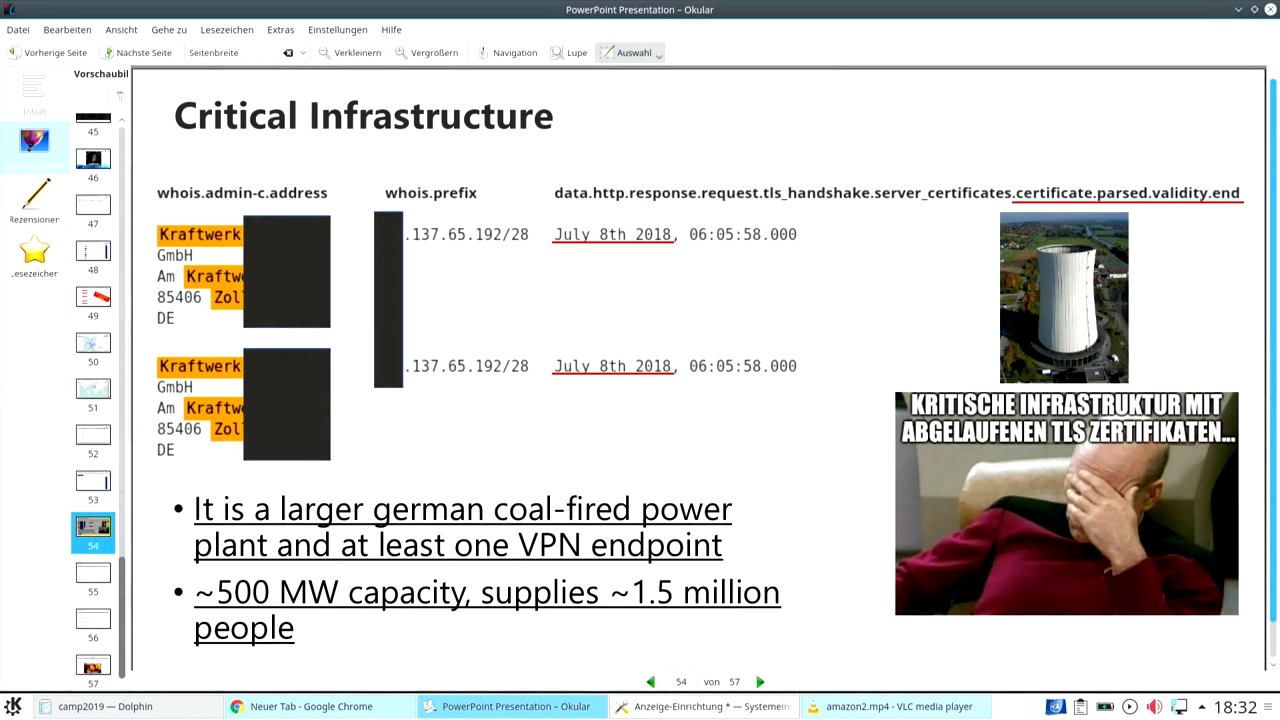 PowerPoint Presentation – Okular
Datei Bearbeiten Ansicht Gehe zu Lesezeichen Extras Einstellungen Hilfe
Vorherige Seite Nächste Seite Seitenbreite Verkleinern Vergrößern Navigation Lupe Auswahl
Vorschaubil
Inhalt
Rezensionen
Lesezeichen
45
46
47
48
49
50
51
52
53
54
55
56
57
Critical Infrastructure
whois.admin-c.address whois.prefix data.http.response.request.tls_handshake.server_certificates.certificate.parsed.validity.end
Kraftwerk .137.65.192/28 July 8th 2018, 06:05:58.000
GmbH
Am Kraftw
85406 Zol
DE
Kraftwerk .137.65.192/28 July 8th 2018, 06:05:58.000
GmbH
Am Kraftw
85406 Zol
DE
KRITISCHE INFRASTRUKTUR MIT
ABGELAUFENEN TLS ZERTIFIKATEN...
• It is a larger german coal-fired power
plant and at least one VPN endpoint
• ~500 MW capacity, supplies ~1.5 million
people
54 von 57
camp2019 — Dolphin Neuer Tab - Google Chrome PowerPoint Presentation - Okular Anzeige-Einrichtung * — Systemein amazon2.mp4 - VLC media player 18:32